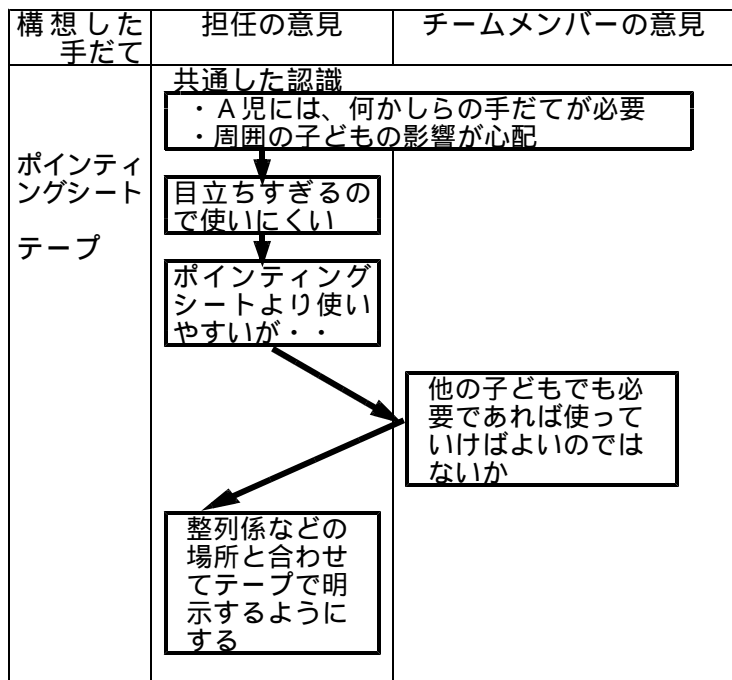 構想した
手だて
担任の意見
チームメンバーの意見
共通した認識
・A児には、何かしらの手だてが必要
・周囲の子どもの影響が心配
ポインティ
ングシート
目立ちすぎるの
で使いにくい
テープ
ポインティング
シートより使い
やすいが・・
他の子どもでも必
要であれば使って
いけばよいのでは
ないか
整列係などの
場所と合わせ
てテープで明
示するように
する